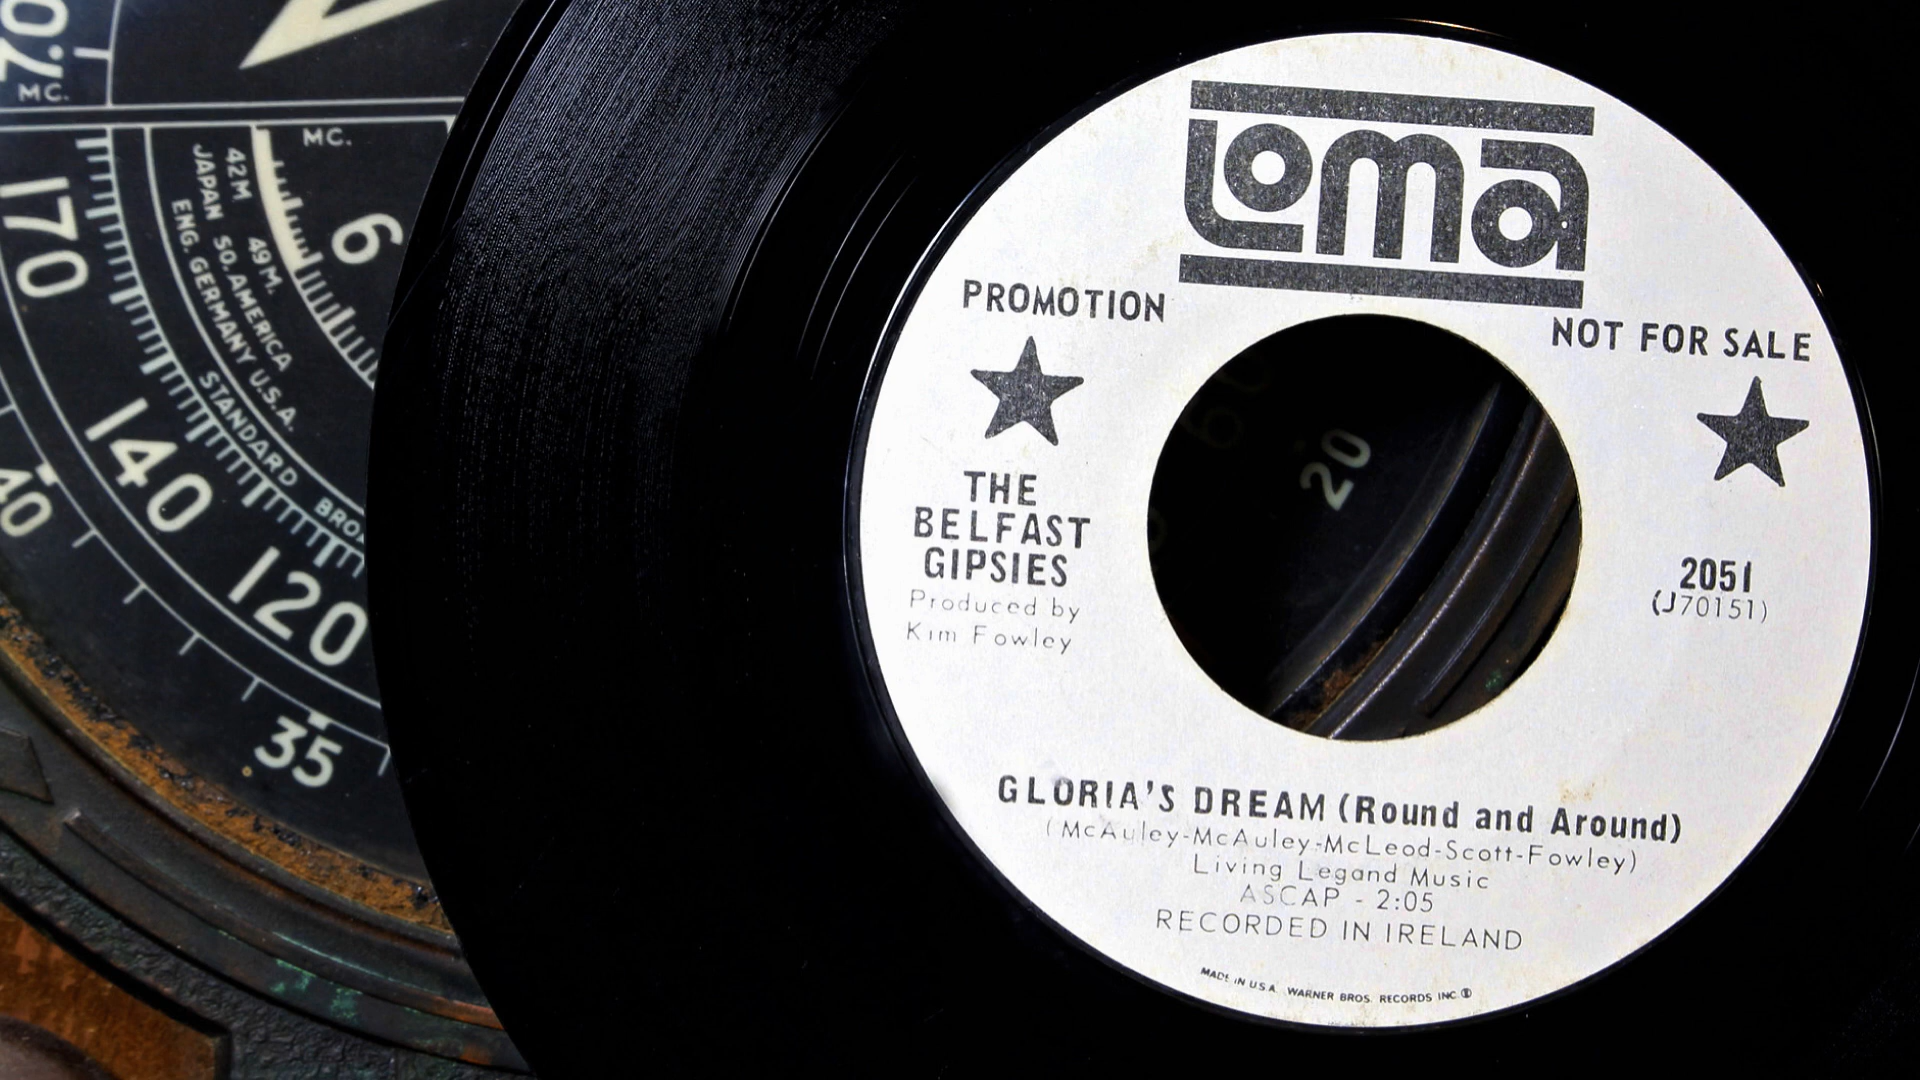 7.0
MC.
MC.
170
140
120
40
35
6
42M 49M.
JAPAN SO. AMERICA
ENG. GERMANY U.S.A.
STANDARD
LOMA
PROMOTION
NOT FOR SALE
THE
BELFAST
GIPSIES
Produced by
Kim Fowley
20
2051
(J70151)
GLORIA'S DREAM (Round and Around)
(McAuley-McAuley-McLeod-Scott-Fowley)
Living Legand Music
ASCAP - 2:05
RECORDED IN IRELAND
MADE IN U.S.A. WARNER BROS. RECORDS INC.